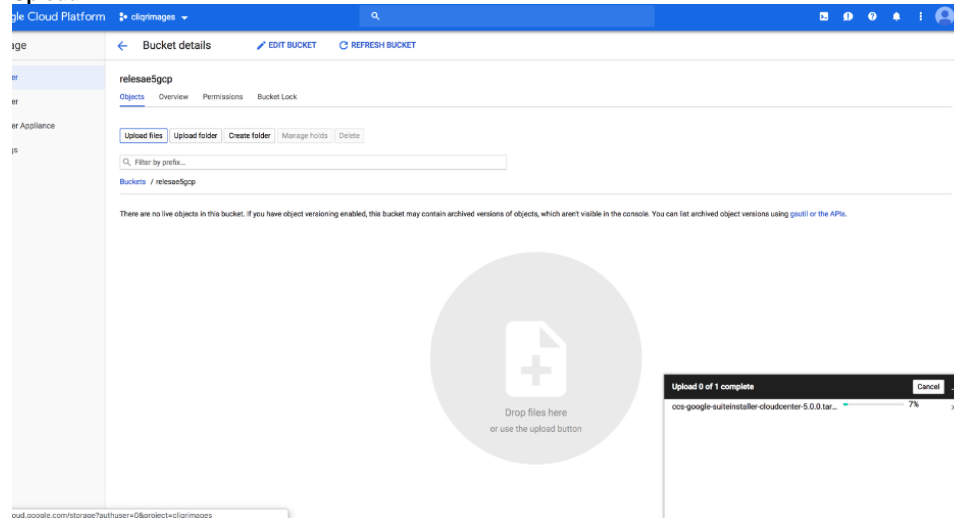 gle Cloud Platform
cliqrimages
age
Bucket details
EDIT BUCKET
REFRESH BUCKET
er
er
er Appliance
gs
relesae5gcp
Objects Overview Permissions Bucket Lock
Upload files Upload folder Create folder Manage holds Delete
Filter by prefix...
Buckets / relesae5gcp
There are no live objects in this bucket. If you have object versioning enabled, this bucket may contain archived versions of objects, which aren't visible in the console. You can list archived object versions using gsutil or the APIs.
Drop files here
or use the upload button
Upload 0 of 1 complete
Cancel
ccs-google-suiteinstaller-cloudcenter-5.0.0.tar...
7%
oud.google.com/storage?authuser=0&project=cliqrimages